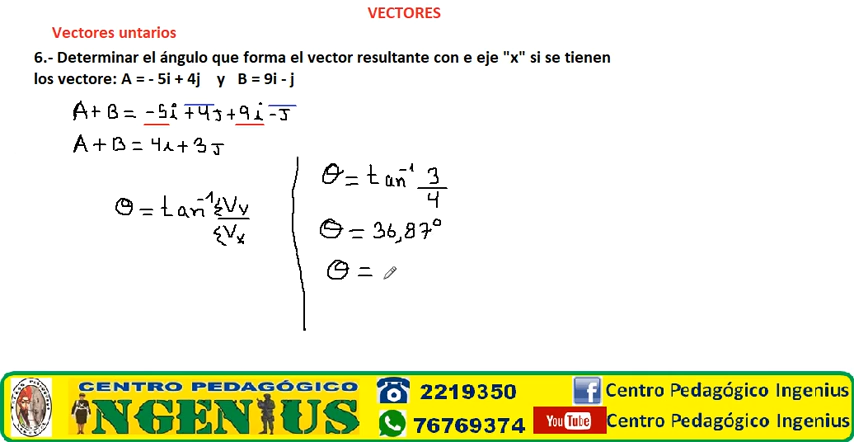 VECTORES
Vectores untarios
6.- Determinar el ángulo que forma el vector resultante con e eje "x" si se tienen
los vectore: A = - 5i + 4j y B = 9i - j
A+B = -5i +4J +9i -J
A+B = 4i+3J
θ = tan⁻¹ ΣVy/ΣVx
θ = tan⁻¹ 3/4
θ = 36,87°
θ =
CENTRO PEDAGÓGICO
INGENIUS
2219350
76769374
f Centro Pedagógico Ingenius
YouTube Centro Pedagógico Ingenius